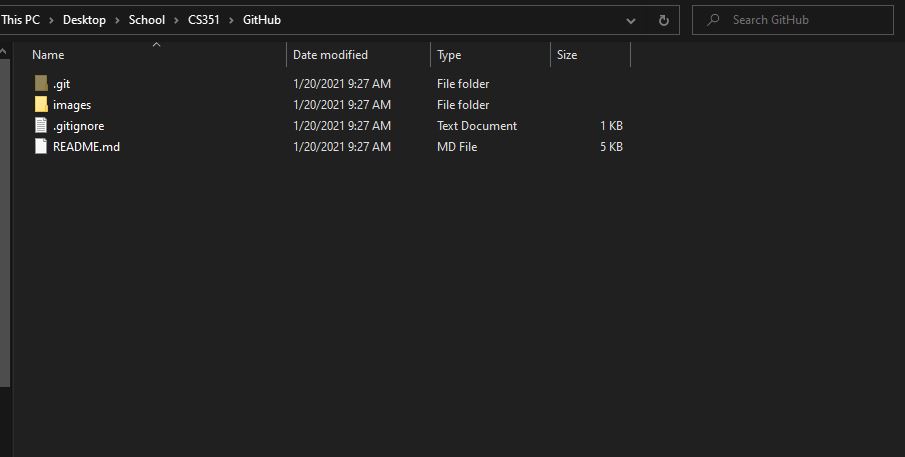 This PC > Desktop > School > CS351 > GitHub Search GitHub
Name Date modified Type Size
.git 1/20/2021 9:27 AM File folder
images 1/20/2021 9:27 AM File folder
.gitignore 1/20/2021 9:27 AM Text Document 1 KB
README.md 1/20/2021 9:27 AM MD File 5 KB